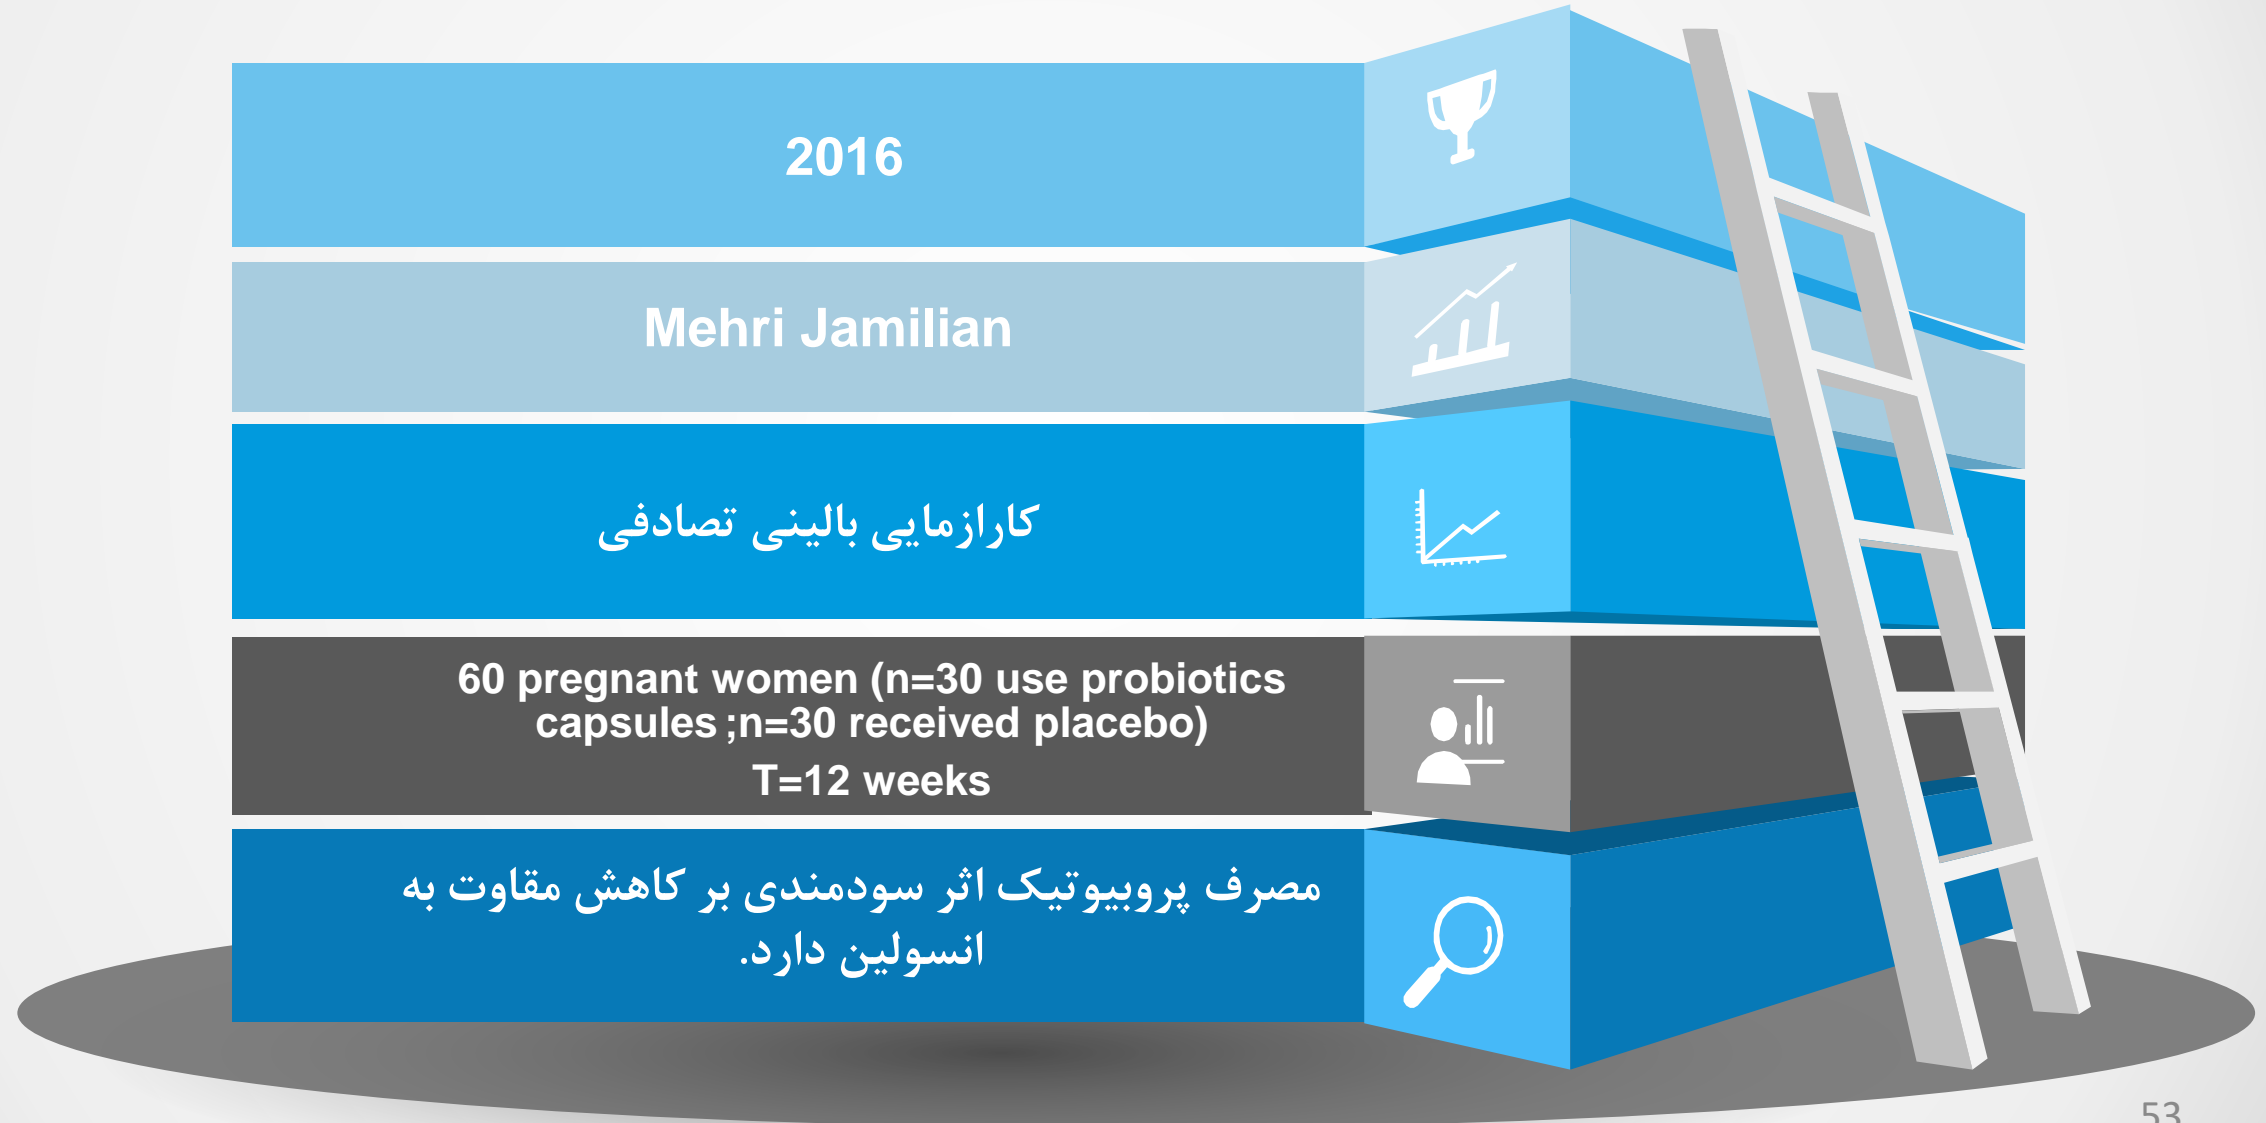 2016
Mehri Jamilian
کارازمایی بالینی تصادفی
60 pregnant women (n=30 use probiotics
capsules ;n=30 received placebo)
T=12 weeks
مصرف پروبیوتیک اثر سودمندی بر کاهش مقاوت به
انسولین دارد.
53